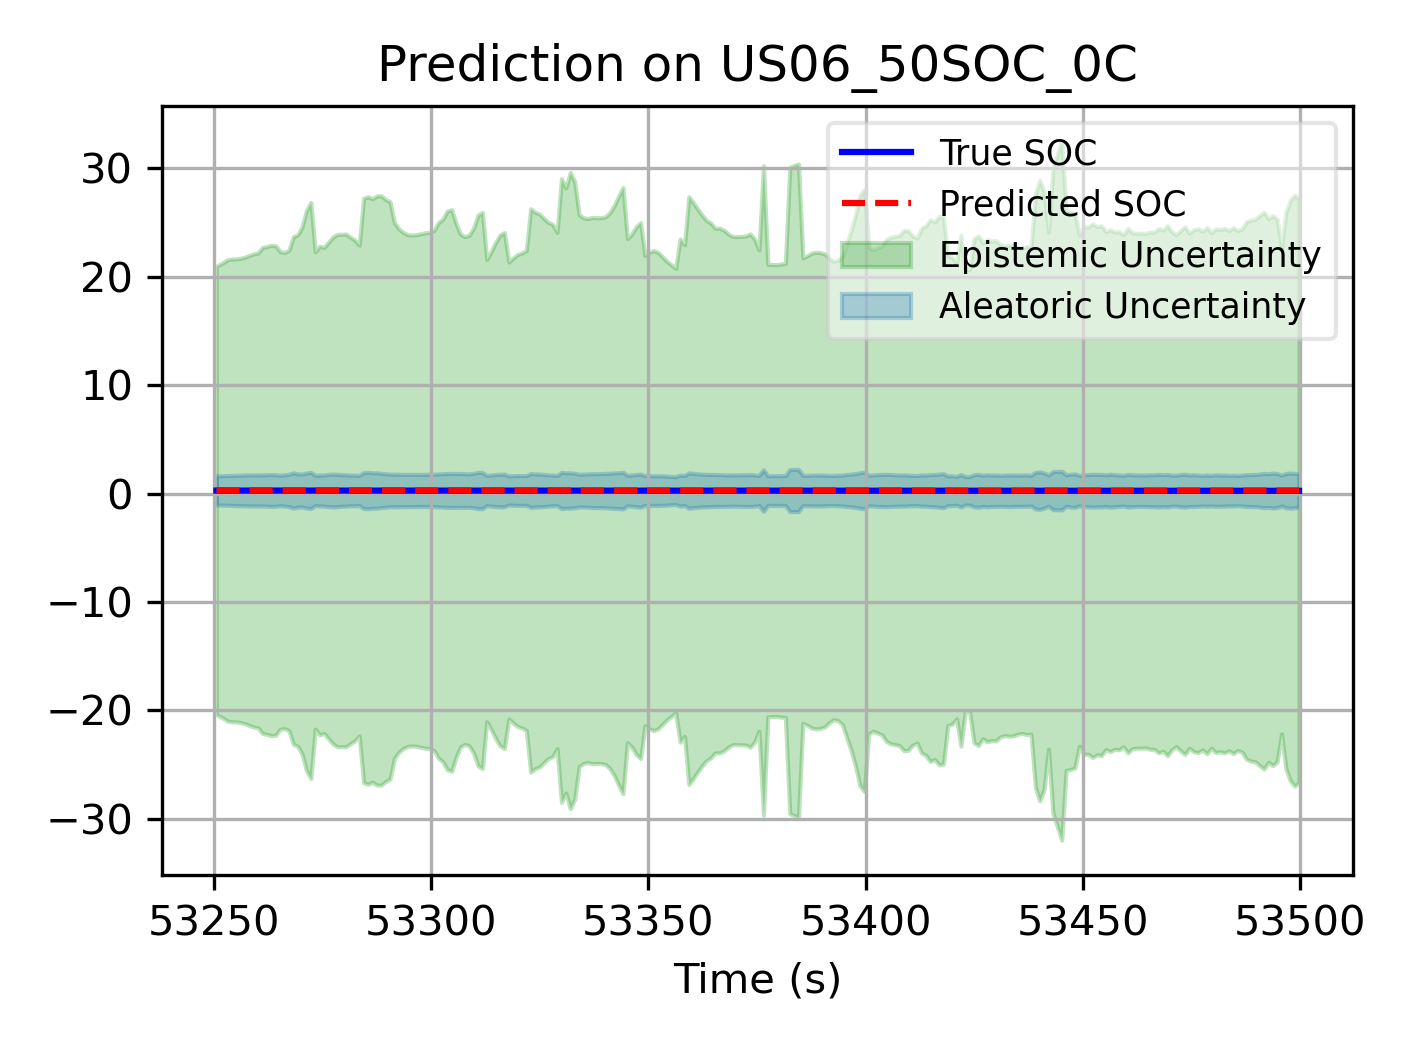 Prediction on US06_50SOC_0C
True SOC
Predicted SOC
Epistemic Uncertainty
Aleatoric Uncertainty
30
20
10
0
−10
−20
−30
53250 53300 53350 53400 53450 53500
Time (s)